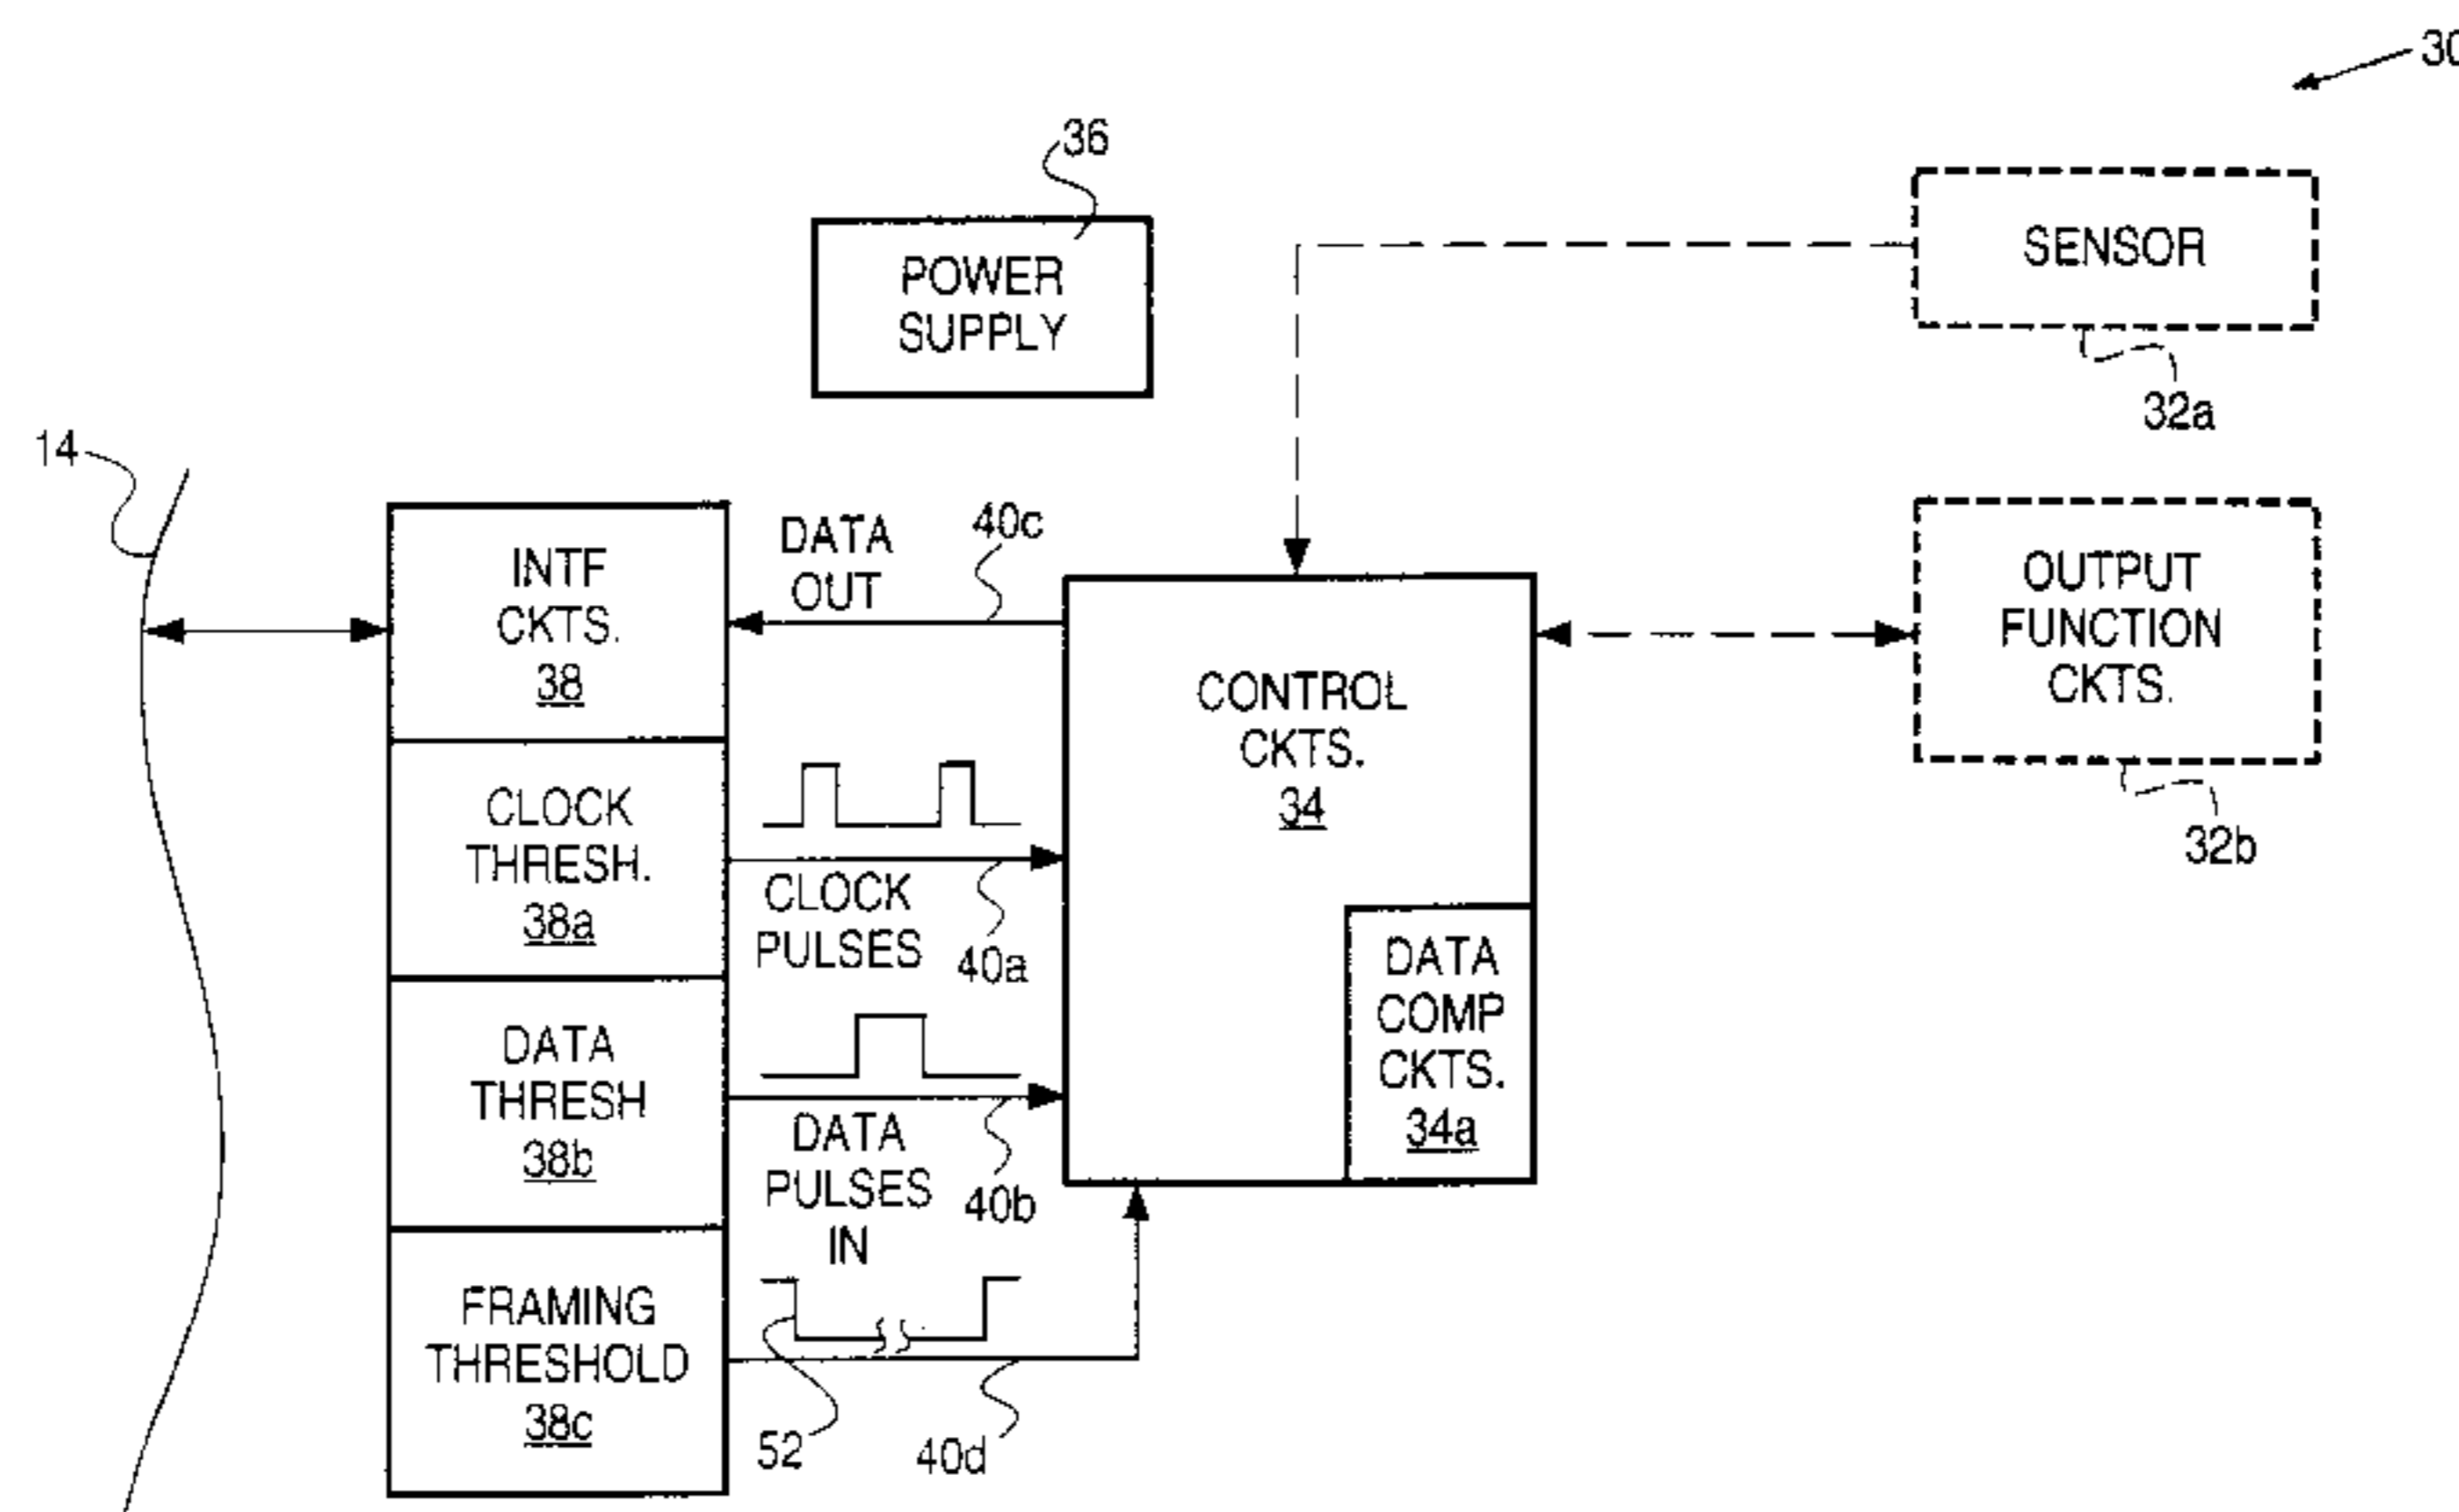 30
36
POWER
SUPPLY
SENSOR
32a
14
INTF
CKTS.
38
DATA
OUT
40c
CONTROL
CKTS.
34
OUTPUT
FUNCTION
CKTS.
32b
CLOCK
THRESH.
38a
CLOCK
PULSES
40a
DATA
COMP
CKTS.
34a
DATA
THRESH
38b
DATA
PULSES
IN
40b
FRAMING
THRESHOLD
38c
52
40d